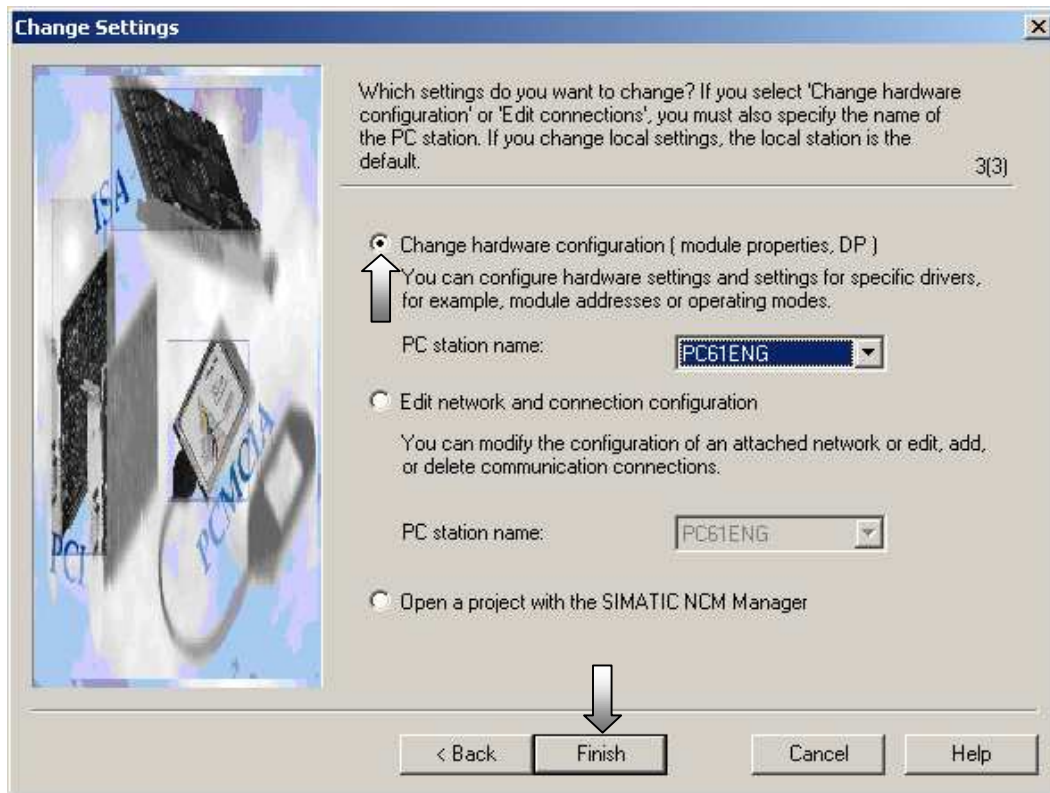 Change Settings
Which settings do you want to change? If you select 'Change hardware
configuration' or 'Edit connections', you must also specify the name of
the PC station. If you change local settings, the local station is the
default.
3(3)
ISA
PCI
PCMCIA
Change hardware configuration ( module properties, DP )
You can configure hardware settings and settings for specific drivers,
for example, module addresses or operating modes.
PC station name:
PC61ENG
Edit network and connection configuration
You can modify the configuration of an attached network or edit, add,
or delete communication connections.
PC station name:
PC61ENG
Open a project with the SIMATIC NCM Manager
< Back
Finish
Cancel
Help